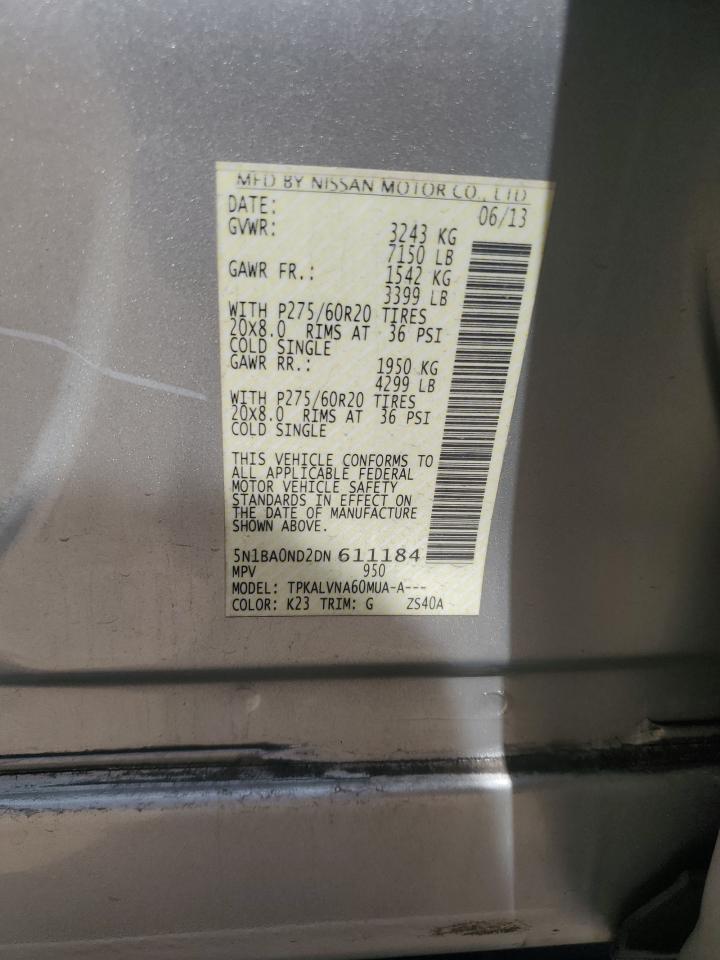 MFD BY NISSAN MOTOR CO., LTD
DATE: 06/13
GVWR: 3243 KG
7150 LB
GAWR FR.: 1542 KG
3399 LB
WITH P275/60R20 TIRES
20X8.0 RIMS AT 36 PSI
COLD SINGLE
GAWR RR.: 1950 KG
4299 LB
WITH P275/60R20 TIRES
20X8.0 RIMS AT 36 PSI
COLD SINGLE
THIS VEHICLE CONFORMS TO
ALL APPLICABLE FEDERAL
MOTOR VEHICLE SAFETY
STANDARDS IN EFFECT ON
THE DATE OF MANUFACTURE
SHOWN ABOVE.
5N1BA0ND2DN 611184
MPV 950
MODEL: TPKALVNA60MUA-A---
COLOR: K23 TRIM: G ZS40A